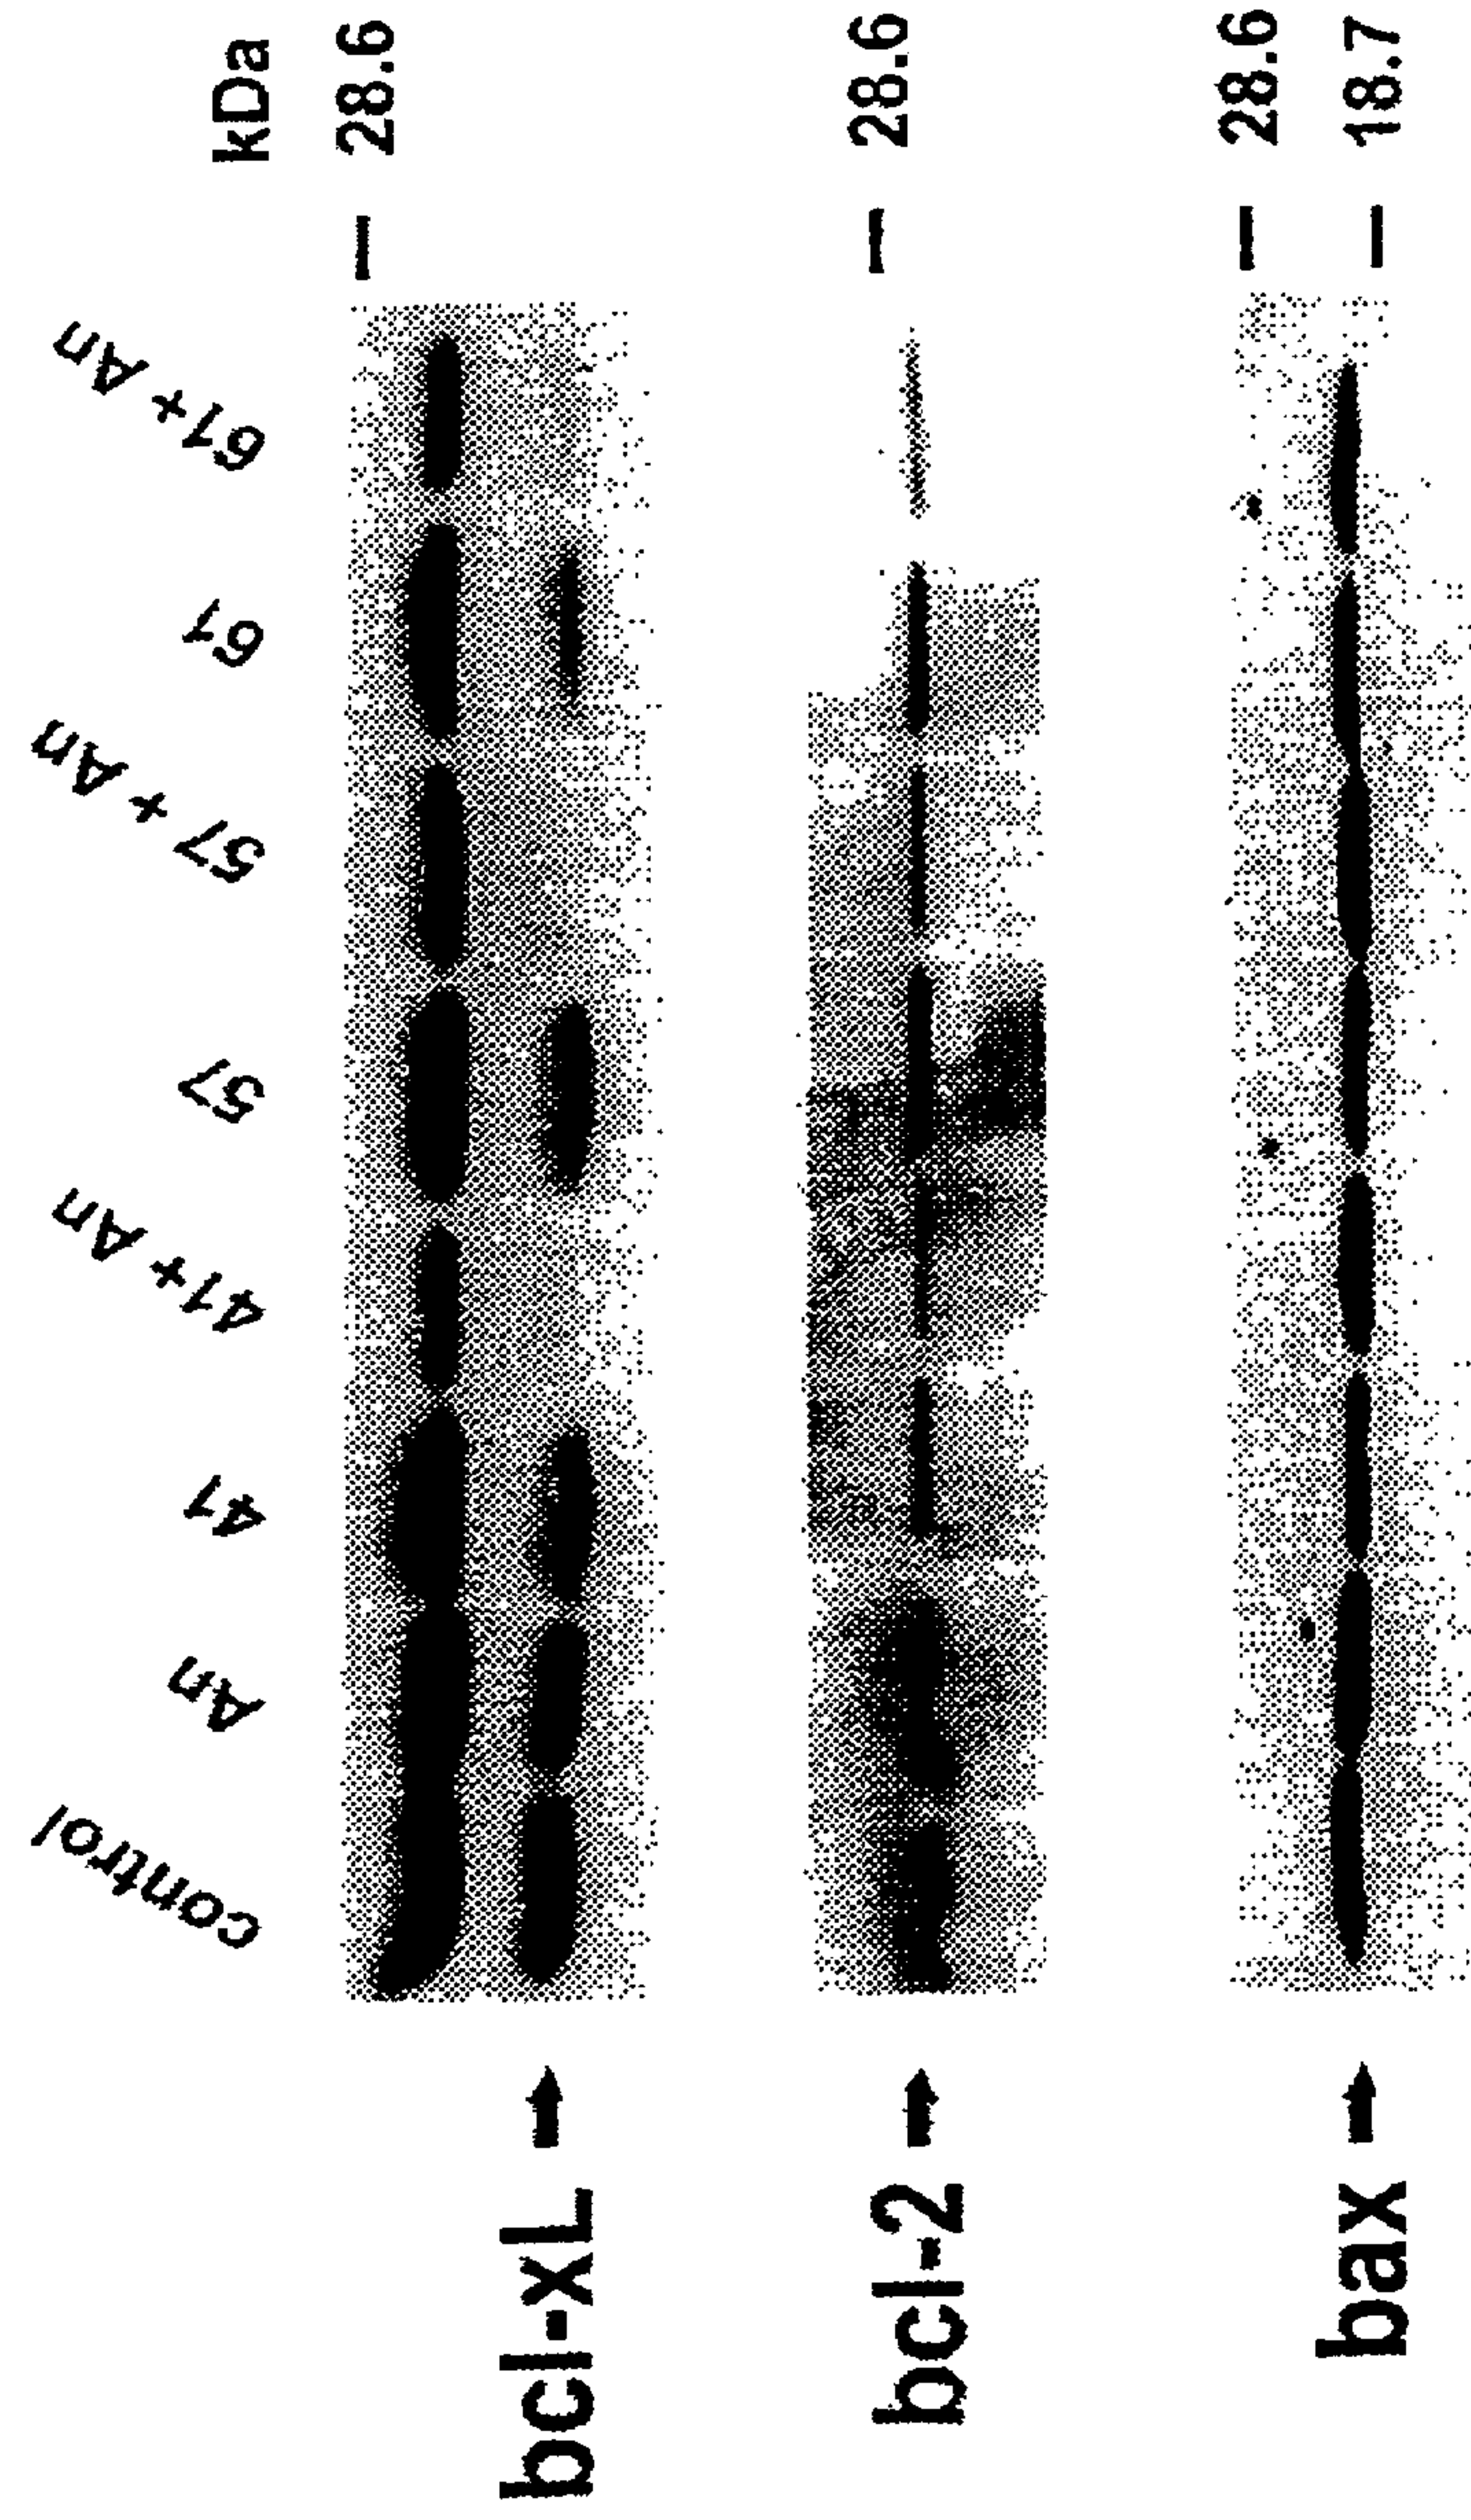 control
An
41
41+ An
57
57 + An
61
61+ An
kDa
28.6
bcl-xL
28.6
bcl-2
28.6
bax
18.7